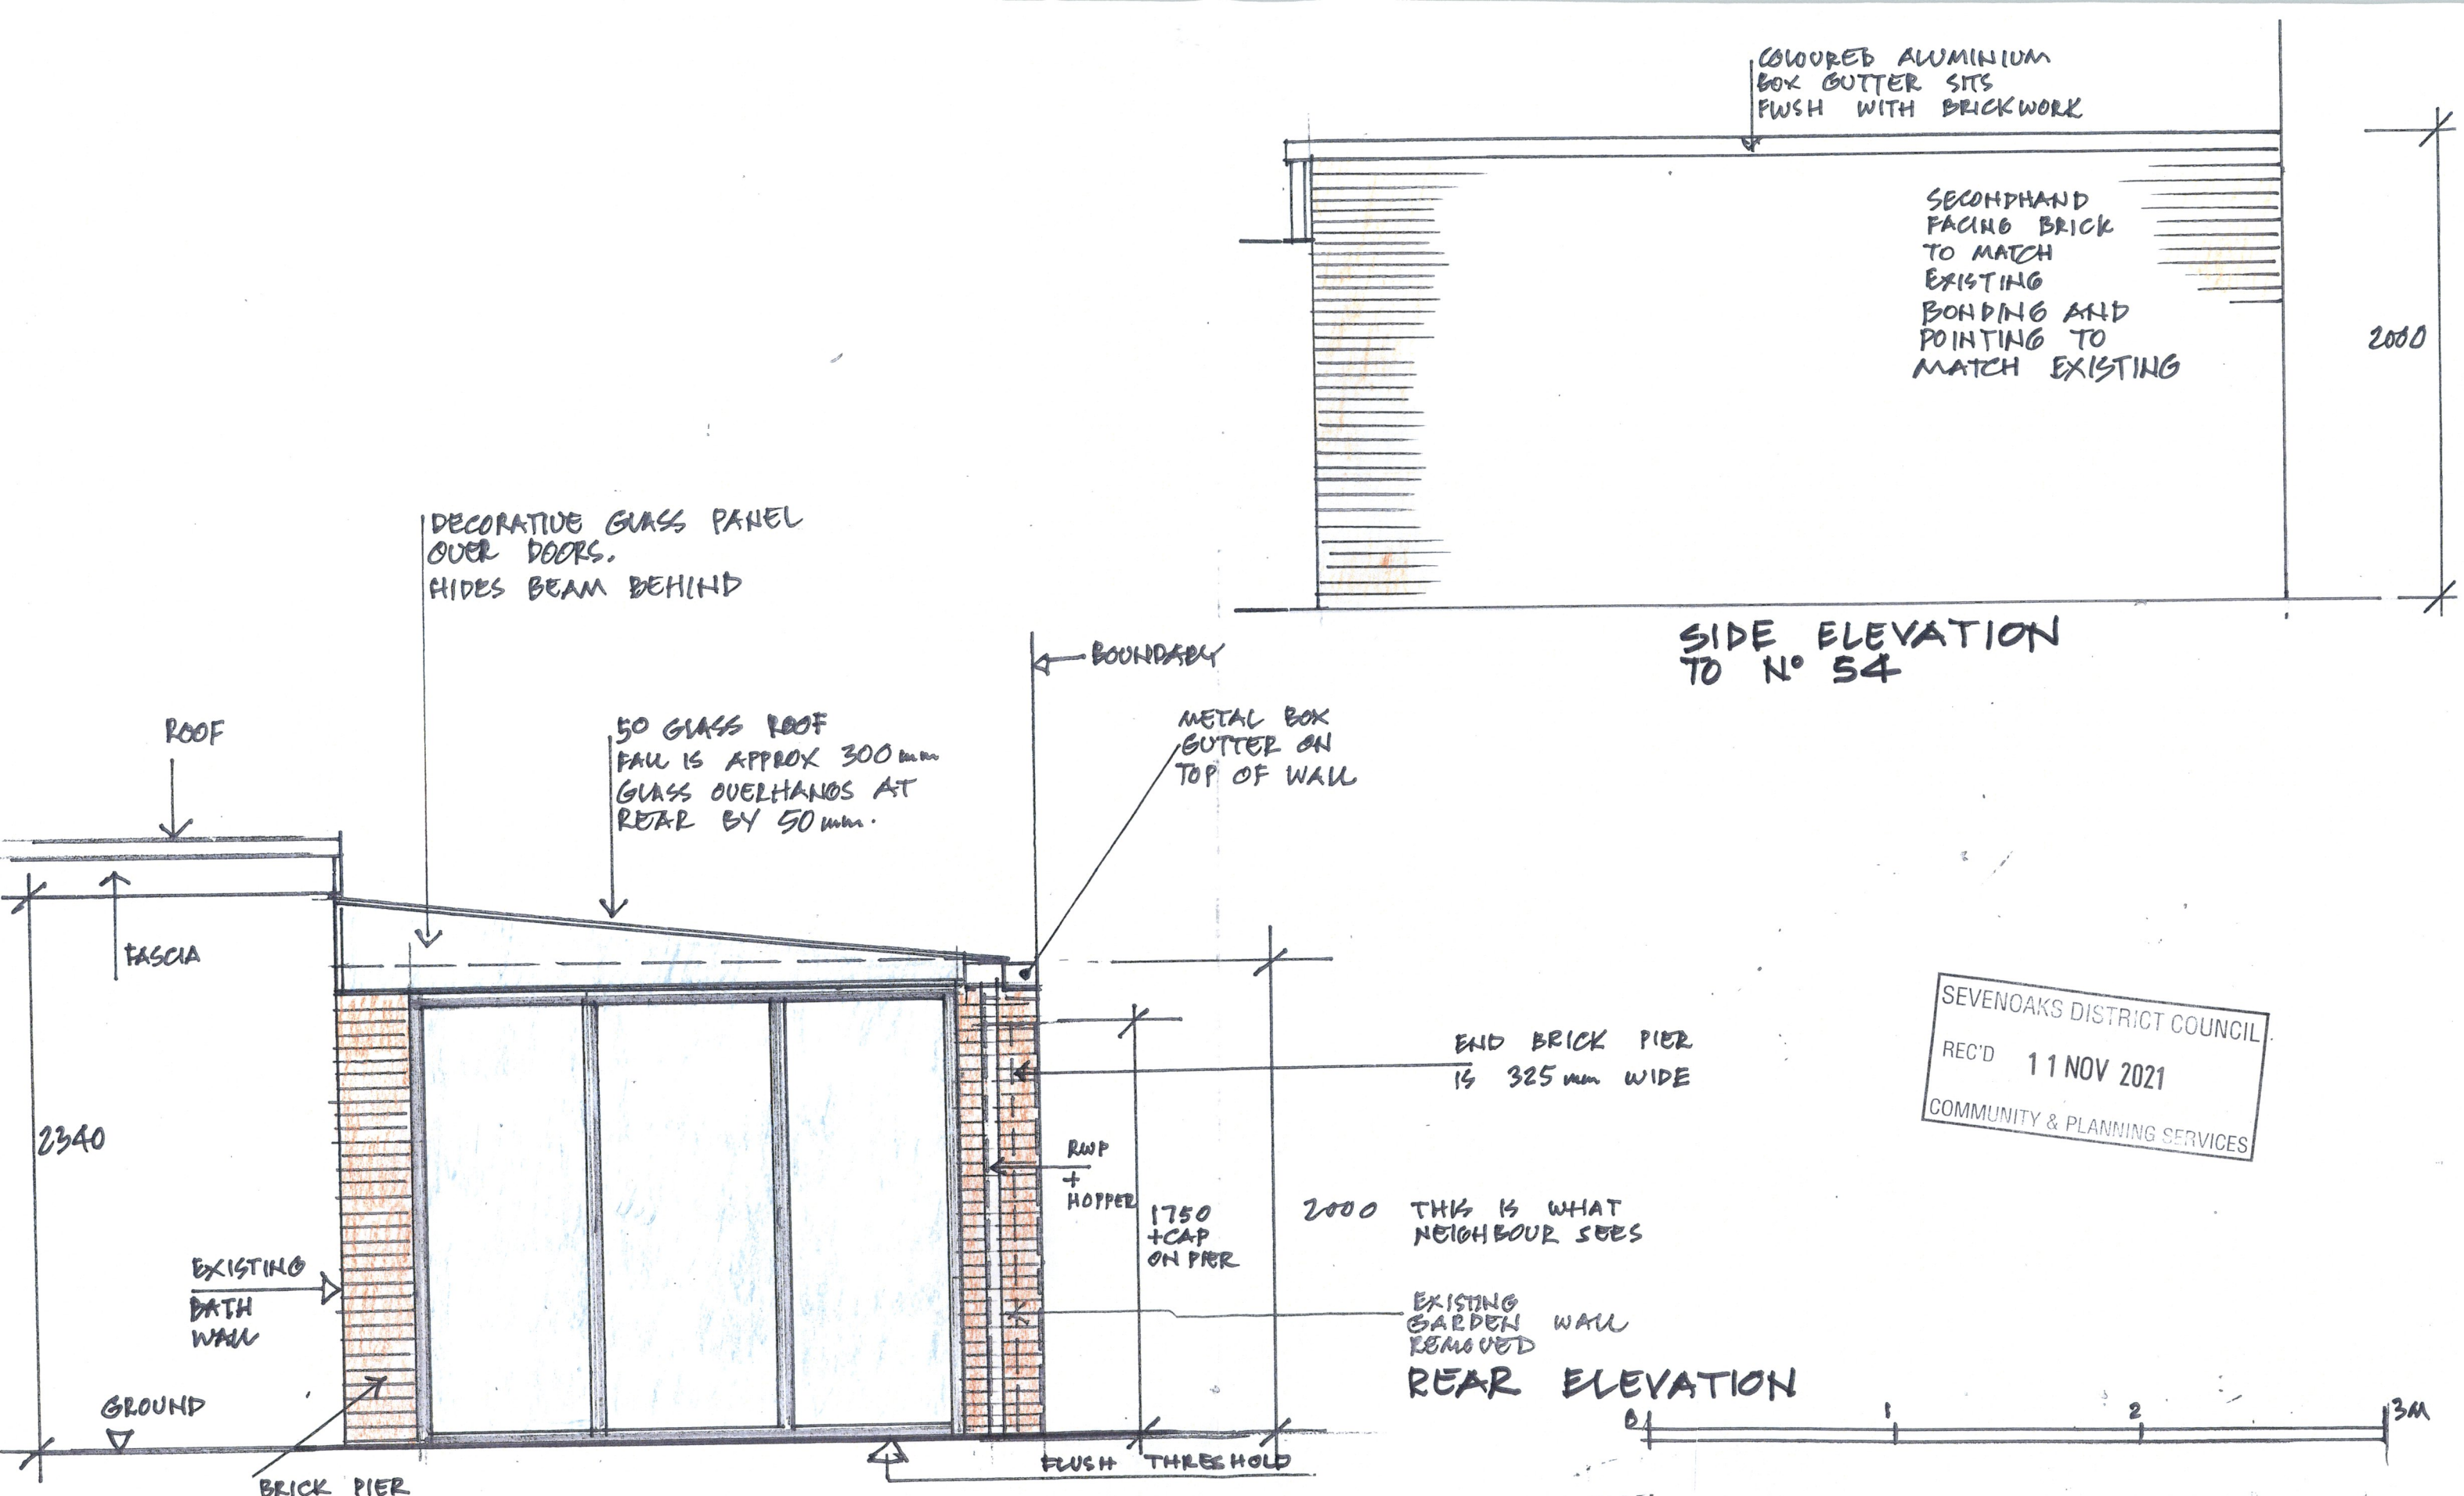 COLOURED ALUMINIUM
BOX GUTTER SITS
FLUSH WITH BRICKWORK
SECONDHAND
FACING BRICK
TO MATCH
EXISTING
BONDING AND
POINTING TO
MATCH EXISTING
2000
SIDE ELEVATION
TO Nº 54
DECORATIVE GLASS PANEL
OVER DOORS.
HIDES BEAM BEHIND
BOUNDARY
ROOF
5º GLASS ROOF
FALL IS APPROX 300mm
GLASS OVERHANGS AT
REAR BY 50mm.
METAL BOX
GUTTER ON
TOP OF WALL
FASCIA
2340
END BRICK PIER
IS 325mm WIDE
SEVENOAKS DISTRICT COUNCIL
REC'D 11 NOV 2021
COMMUNITY & PLANNING SERVICES
RWP
+
HOPPER
1750
+CAP
ON PIER
2000 THIS IS WHAT
NEIGHBOUR SEES
EXISTING
BATH
WALL
EXISTING
GARDEN WALL
REMOVED
REAR ELEVATION
GROUND
0 1 2 3M
FLUSH THRESHOLD
BRICK PIER